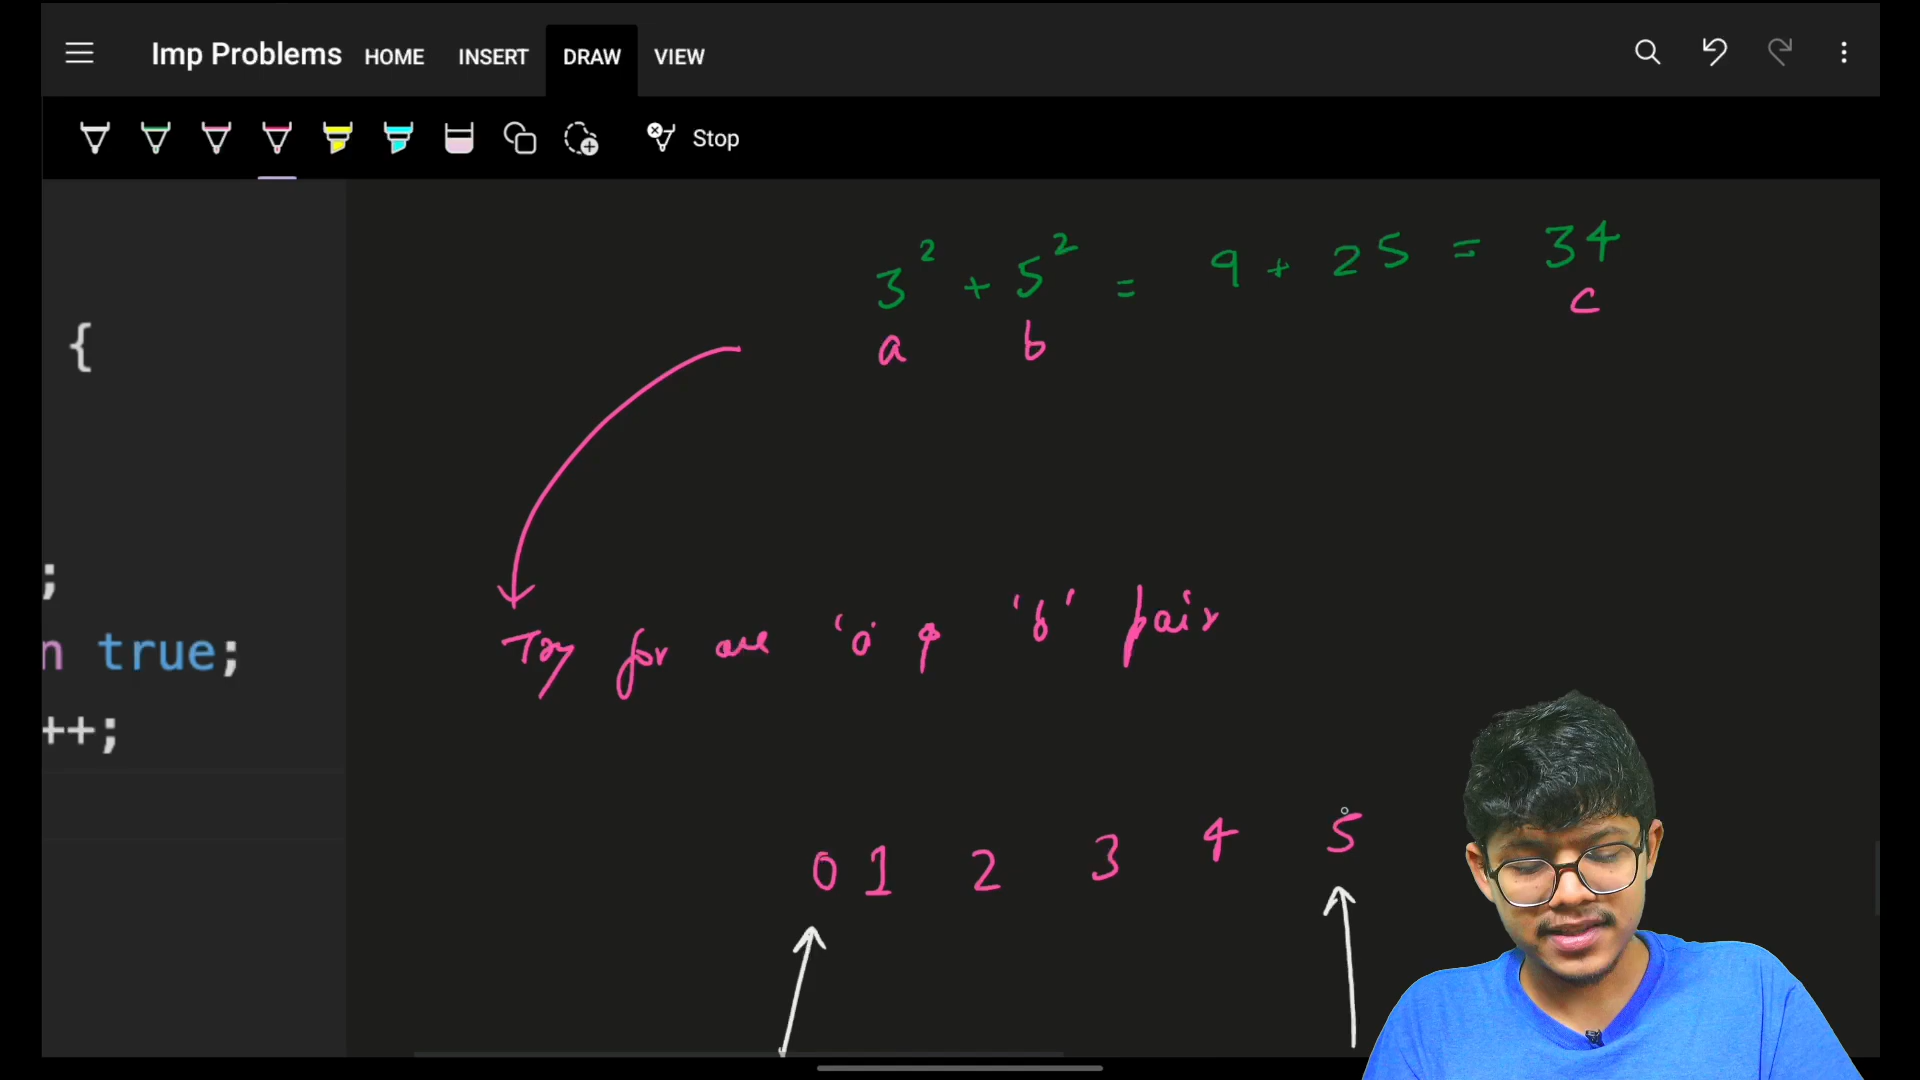 Imp Problems HOME INSERT DRAW VIEW
Stop
3² + 5² = 9 + 25 = 34
a b c
{
;
n true;
++;
Try for all 'a' & 'b' pair
0 1 2 3 4 5